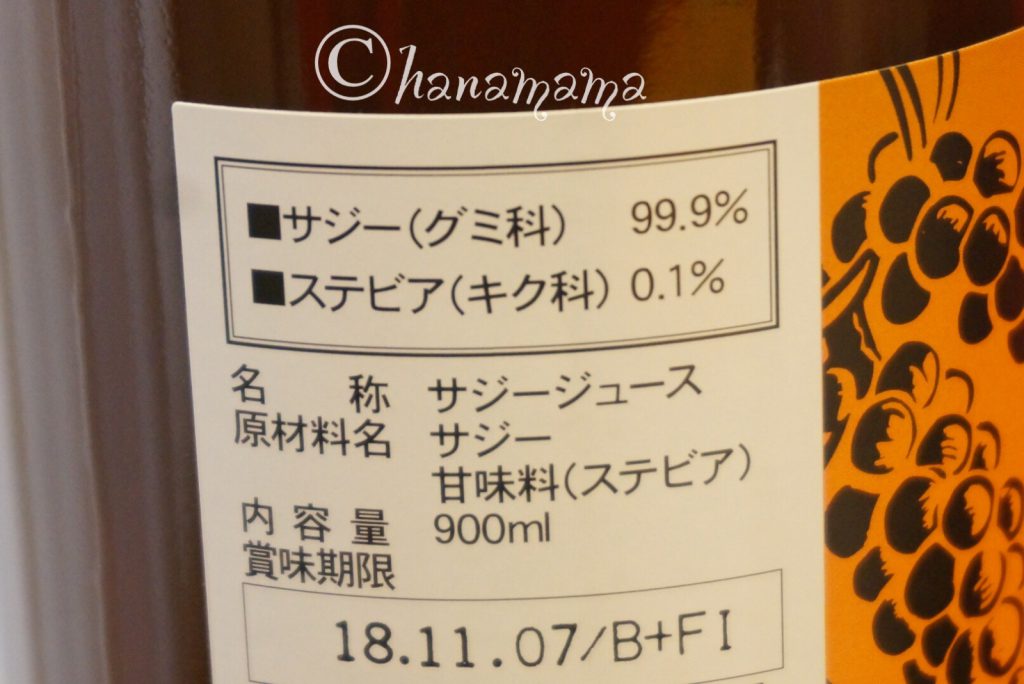 ©hanamama
■サジー(グミ科) 99.9%
■ステビア(キク科) 0.1%
名称 サジージュース
原材料名 サジー
甘味料(ステビア)
内容量 900ml
賞味期限
18.11.07/B+FI